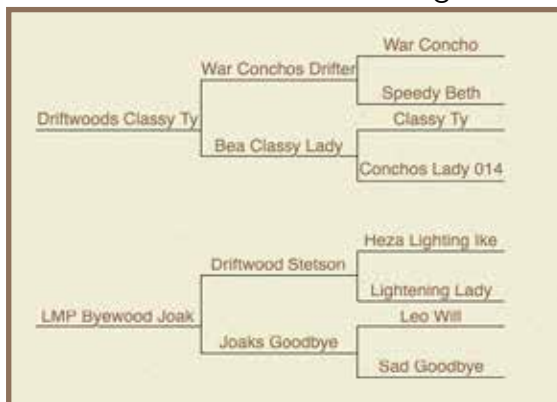 War Concho
War Conchos Drifter
Speedy Beth
Driftwoods Classy Ty
Classy Ty
Bea Classy Lady
Conchos Lady 014
Heza Lighting Ike
Driftwood Stetson
Lightening Lady
LMP Byewood Joak
Leo Will
Joaks Goodbye
Sad Goodbye